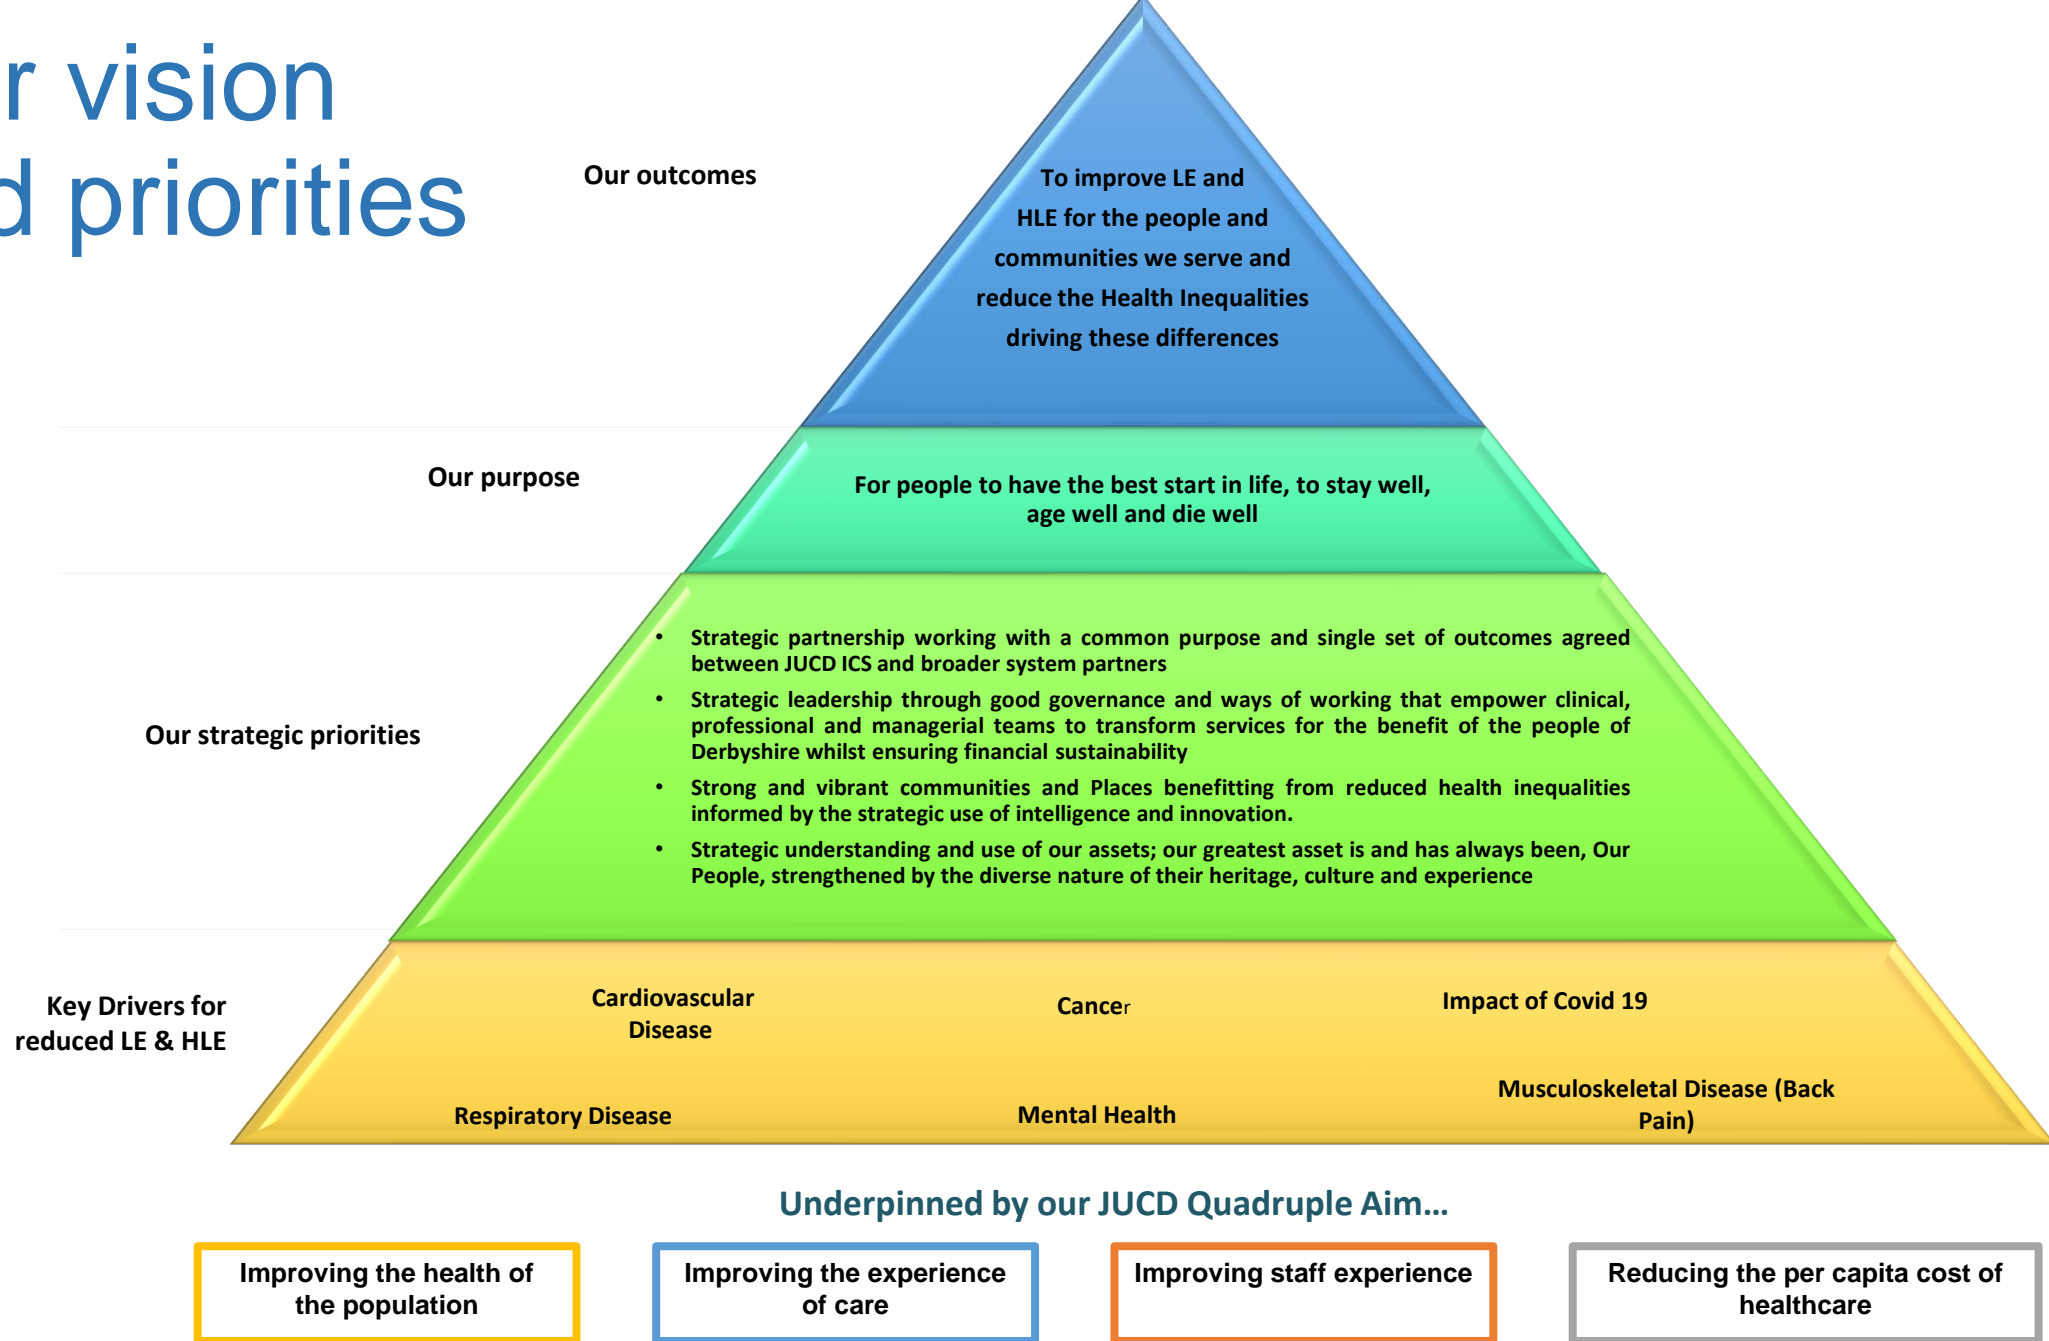 r vision
d priorities
Our outcomes
To improve LE and
HLE for the people and
communities we serve and
reduce the Health Inequalities
driving these differences
Our purpose
For people to have the best start in life, to stay well,
age well and die well
Our strategic priorities
• Strategic partnership working with a common purpose and single set of outcomes agreed
between JUCD ICS and broader system partners
• Strategic leadership through good governance and ways of working that empower clinical,
professional and managerial teams to transform services for the benefit of the people of
Derbyshire whilst ensuring financial sustainability
• Strong and vibrant communities and Places benefitting from reduced health inequalities
informed by the strategic use of intelligence and innovation.
• Strategic understanding and use of our assets; our greatest asset is and has always been, Our
People, strengthened by the diverse nature of their heritage, culture and experience
Key Drivers for
reduced LE & HLE
Cardiovascular
Disease
Cancer
Impact of Covid 19
Respiratory Disease
Mental Health
Musculoskeletal Disease (Back
Pain)
Underpinned by our JUCD Quadruple Aim...
Improving the health of
the population
Improving the experience
of care
Improving staff experience
Reducing the per capita cost of
healthcare